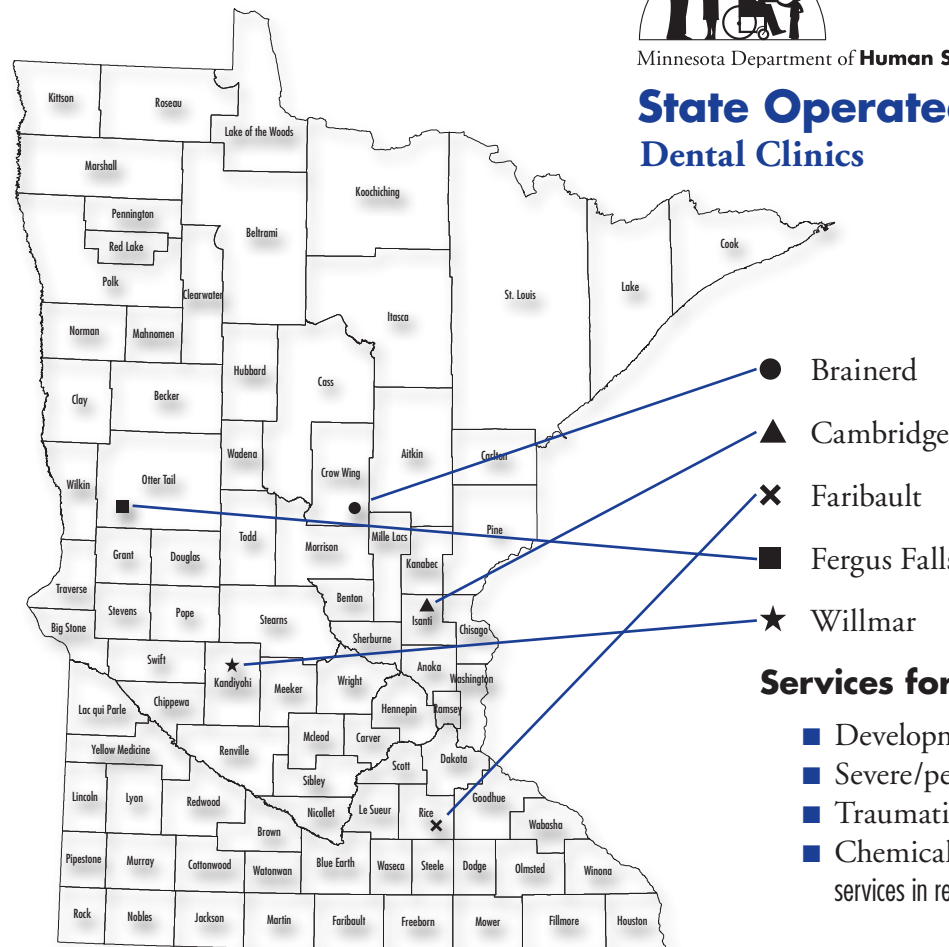 Minnesota Department of Human S
State Operated
Dental Clinics
Kittson
Roseau
Lake of the Woods
Marshall
Koochiching
Pennington
Beltrami
Red Lake
Cook
Polk
Clearwater
Lake
St. Louis
Itasca
Norman
Mahnomen
Hubbard
Cass
Clay
Becker
Brainerd
Wadena
Aitkin
Carlton
Cambridge
Crow Wing
Otter Tail
Wilkin
Faribault
Pine
Todd
Mille Lacs
Morrison
Grant
Douglas
Kanabec
Fergus Falls
Traverse
Benton
Stevens
Pope
Stearns
Isanti
Big Stone
Chisago
Willmar
Sherburne
Swift
Anoka
Kandiyohi
Meeker
Wright
Washington
Chippewa
Lac qui Parle
Hennepin
Ramsey
Mcleod
Carver
Yellow Medicine
Renville
Scott
Dakota
Sibley
Lincoln
Lyon
Redwood
Nicollet
Le Sueur
Rice
Goodhue
Wabasha
Brown
Pipestone
Murray
Cottonwood
Watonwan
Blue Earth
Waseca
Steele
Dodge
Olmsted
Winona
Rock
Nobles
Jackson
Martin
Faribault
Freeborn
Mower
Fillmore
Houston
Services for
Developm
Severe/pe
Traumati
Chemical
services in re